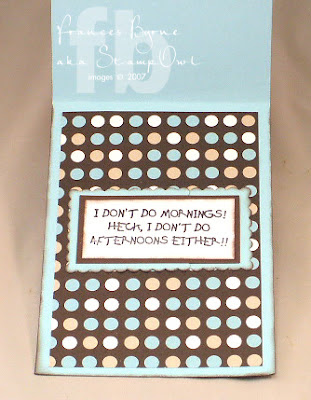 fb
Frances Byrne
aka StampOwl
images © 2007
I DON'T DO MORNINGS!
HECK, I DON'T DO
AFTERNOONS EITHER!!